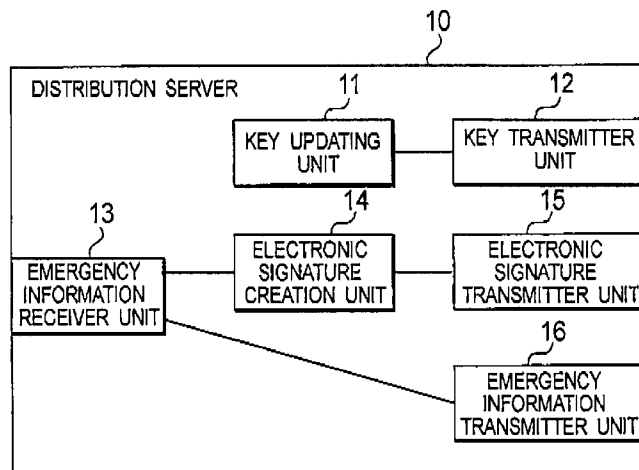 10
DISTRIBUTION SERVER
11
KEY UPDATING
UNIT
12
KEY TRANSMITTER
UNIT
13
EMERGENCY
INFORMATION
RECEIVER UNIT
14
ELECTRONIC
SIGNATURE
CREATION UNIT
15
ELECTRONIC
SIGNATURE
TRANSMITTER UNIT
16
EMERGENCY
INFORMATION
TRANSMITTER UNIT